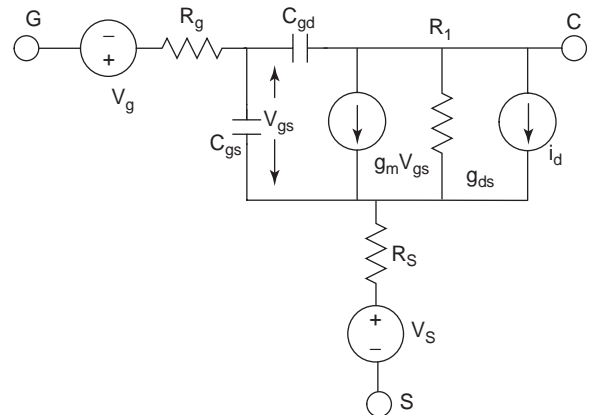 G
−
+
V_g
R_g
C_gd
R_1
C
V_gs
C_gs
g_mV_gs
g_ds
i_d
R_S
+
−
V_S
S